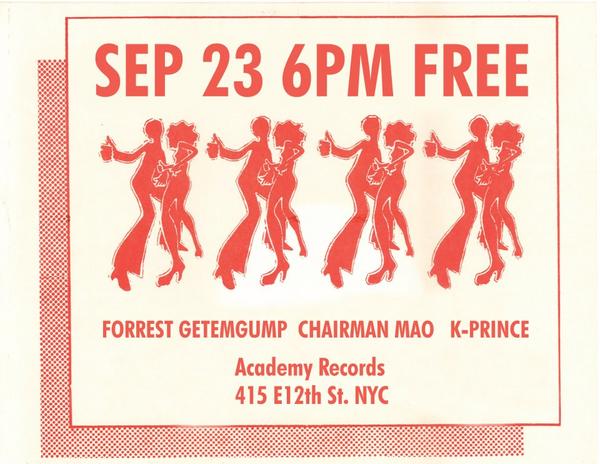 SEP 23 6PM FREE
FORREST GETEMGUMP CHAIRMAN MAO K-PRINCE
Academy Records
415 E12th St. NYC